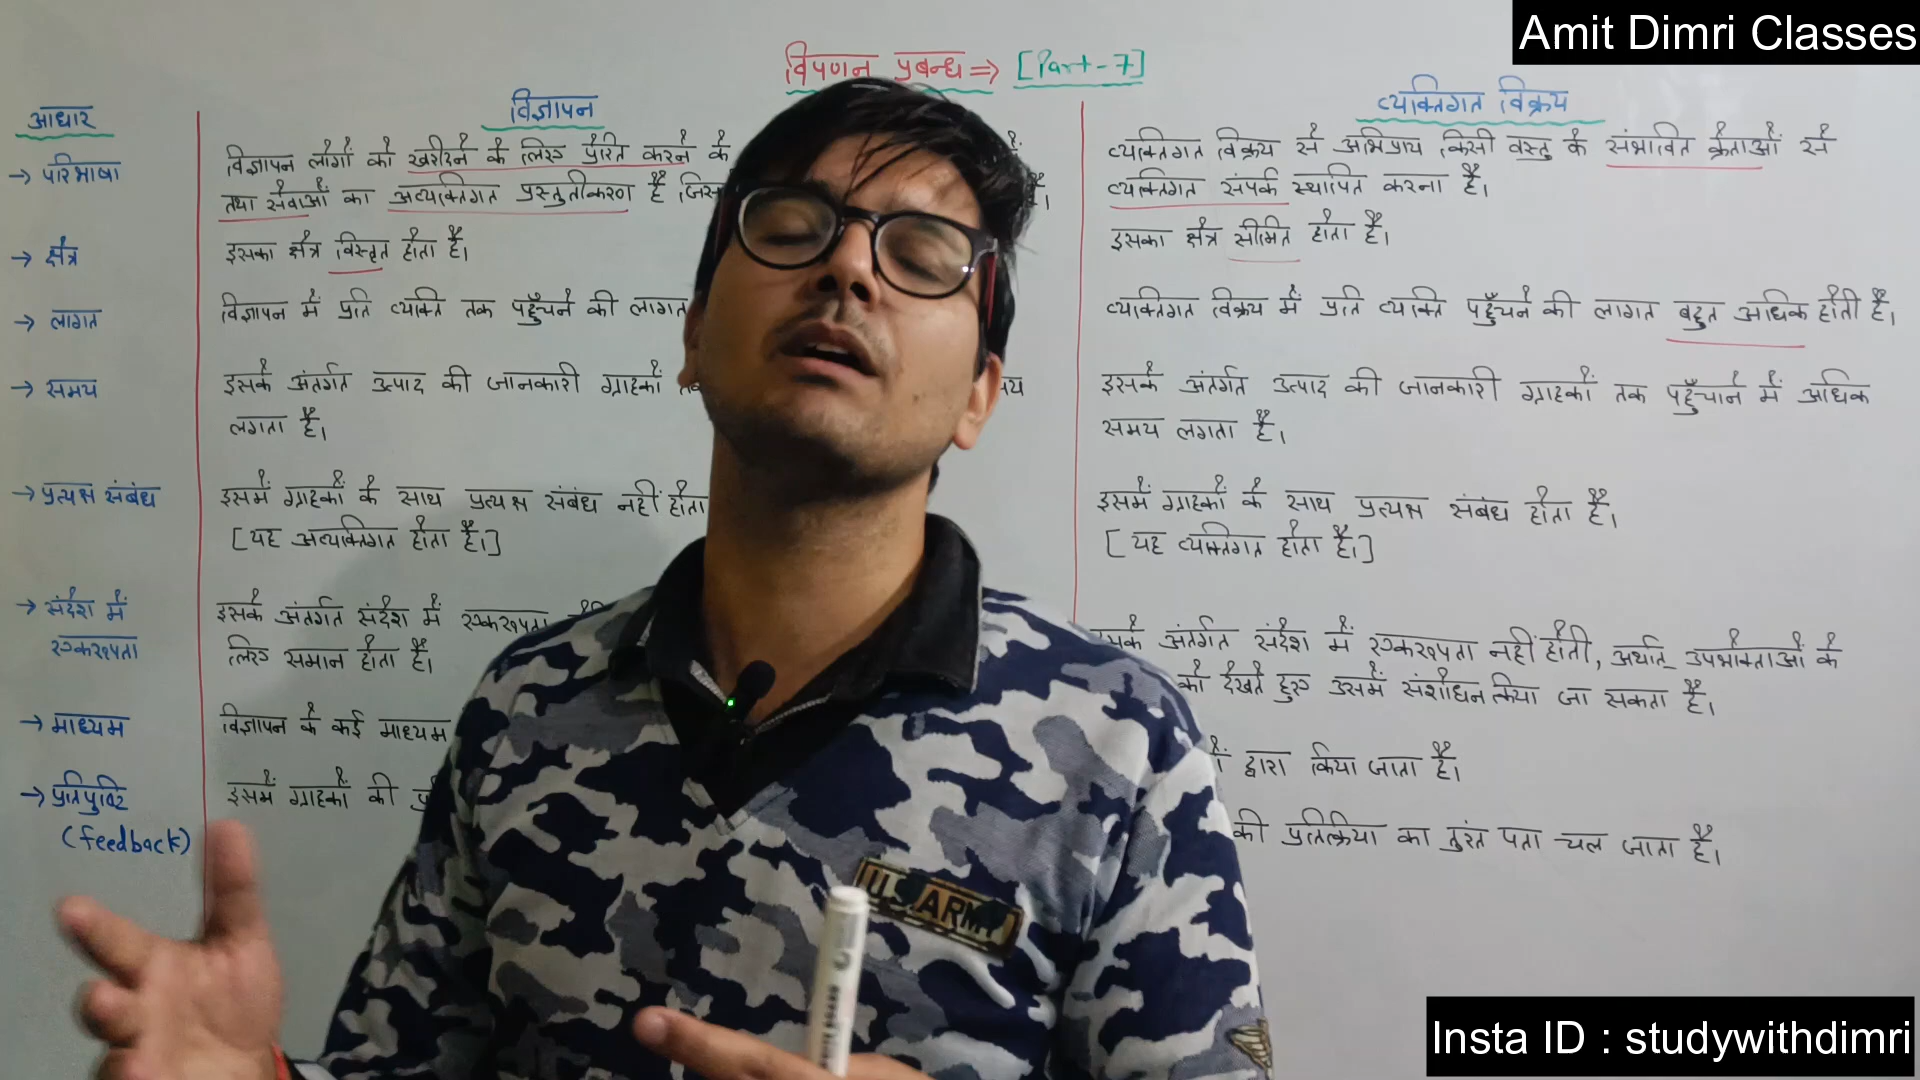 Amit Dimri Classes
विपणन प्रबन्ध ⇒ [Part-7]
आधार
विज्ञापन
व्यक्तिगत विक्रय
→ परिभाषा
विज्ञापन लोगों को खरीदने के लिए प्रेरित करने के
तथा सेवाओं का अव्यक्तिगत प्रस्तुतीकरण है
व्यक्तिगत विक्रय से अभिप्राय किसी वस्तु के संभावित क्रेताओं से
व्यक्तिगत संपर्क स्थापित करना है।
→ क्षेत्र
इसका क्षेत्र विस्तृत होता है।
इसका क्षेत्र सीमित होता है।
→ लागत
विज्ञापन में प्रति व्यक्ति तक पहुँचने की लागत
व्यक्तिगत विक्रय में प्रति व्यक्ति पहुँचने की लागत बहुत अधिक होती है।
→ समय
इसके अंतर्गत उत्पाद की जानकारी ग्राहकों
लगता है।
इसके अंतर्गत उत्पाद की जानकारी ग्राहकों तक पहुँचाने में अधिक
समय लगता है।
→ प्रत्यक्ष संबंध
इसमें ग्राहकों के साथ प्रत्यक्ष संबंध नहीं होता
[यह अव्यक्तिगत होता है।]
इसमें ग्राहकों के साथ प्रत्यक्ष संबंध होता है।
[यह व्यक्तिगत होता है।]
→ संदेश में
एकरूपता
इसके अंतर्गत संदेश में एकरूपता
लिए समान होता है।
अंतर्गत संदेश में एकरूपता नहीं होती, अर्थात् उपभोक्ताओं के
को देखते हुए उसमें संशोधन किया जा सकता है।
→ माध्यम
विज्ञापन के कई माध्यम
द्वारा किया जाता है।
→ प्रतिपुष्टि
(feedback)
इसमें ग्राहकों की
की प्रतिक्रिया का तुरंत पता चल जाता है।
U.S. ARMY
Insta ID : studywithdimri